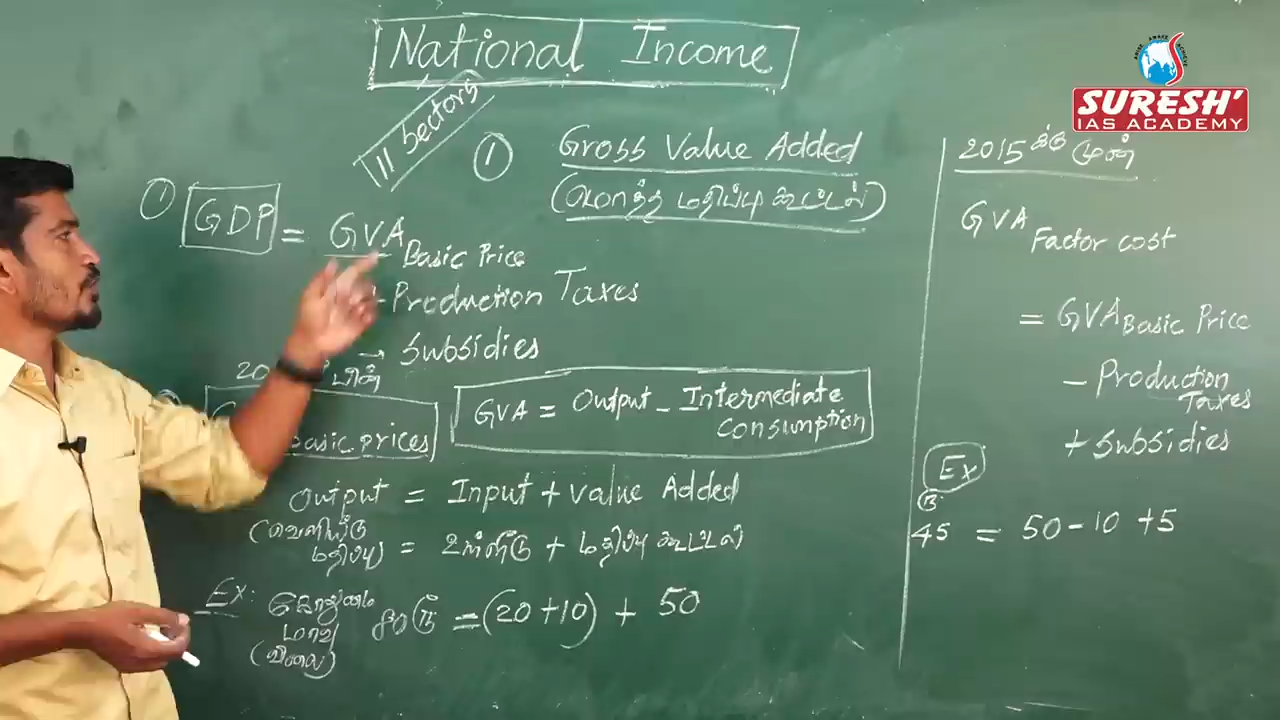 National Income
SURESH'
IAS ACADEMY
11 Sectors
① Gross Value Added
(மொத்த மதிப்பு கூட்டல்)
① GDP = GVA Basic Price
Production Taxes
→ Subsidies
பின்
basic prices
GVA = Output - Intermediate Consumption
Output = Input + Value Added
(வெளியீடு மதிப்பு) = உள்ளீடு + மதிப்பு கூட்டல்
Ex: கோதுமை மாவு (விலை) 80ரூ = (20 + 10) + 50
2015 க்கு முன்
GVA Factor cost
= GVA Basic Price
- Production Taxes
+ Subsidies
Ex
ரூ
45 = 50 - 10 + 5